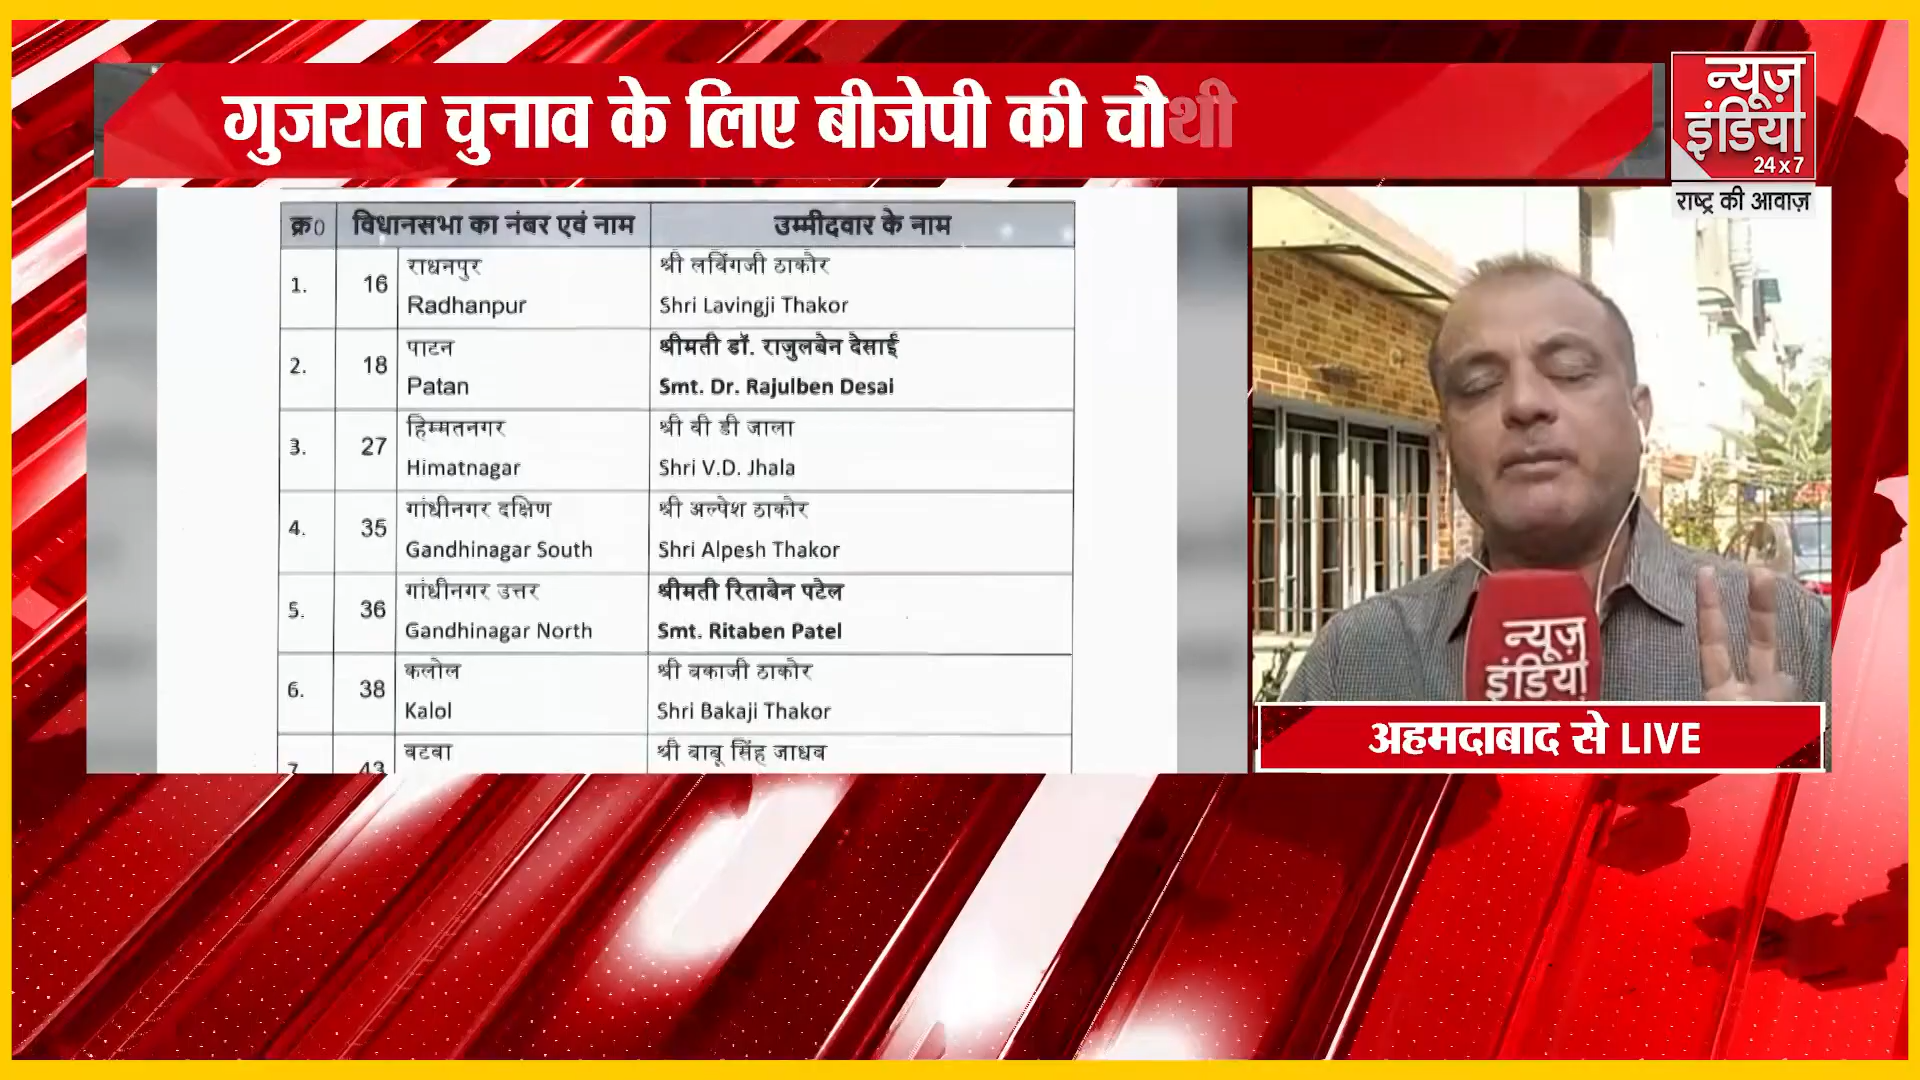 गुजरात चुनाव के लिए बीजेपी की चौथी
न्यूज़
इंडिया
24x7
राष्ट्र की आवाज़
क्र0 विधानसभा का नंबर एवं नाम उम्मीदवार के नाम
1. 16 राधनपुर श्री लविंगजी ठाकौर
Radhanpur Shri Lavingji Thakor
2. 18 पाटन श्रीमती डॉ. राजुलबेन देसाई
Patan Smt. Dr. Rajulben Desai
3. 27 हिम्मतनगर श्री वी डी जाला
Himatnagar Shri V.D. Jhala
4. 35 गांधीनगर दक्षिण श्री अल्पेश ठाकौर
Gandhinagar South Shri Alpesh Thakor
5. 36 गांधीनगर उत्तर श्रीमती रिताबेन पटेल
Gandhinagar North Smt. Ritaben Patel
6. 38 कलोल श्री बकाजी ठाकौर
Kalol Shri Bakaji Thakor
7. 43 वटवा श्री बाबू सिंह जाधव
न्यूज़
इंडिया
अहमदाबाद से LIVE